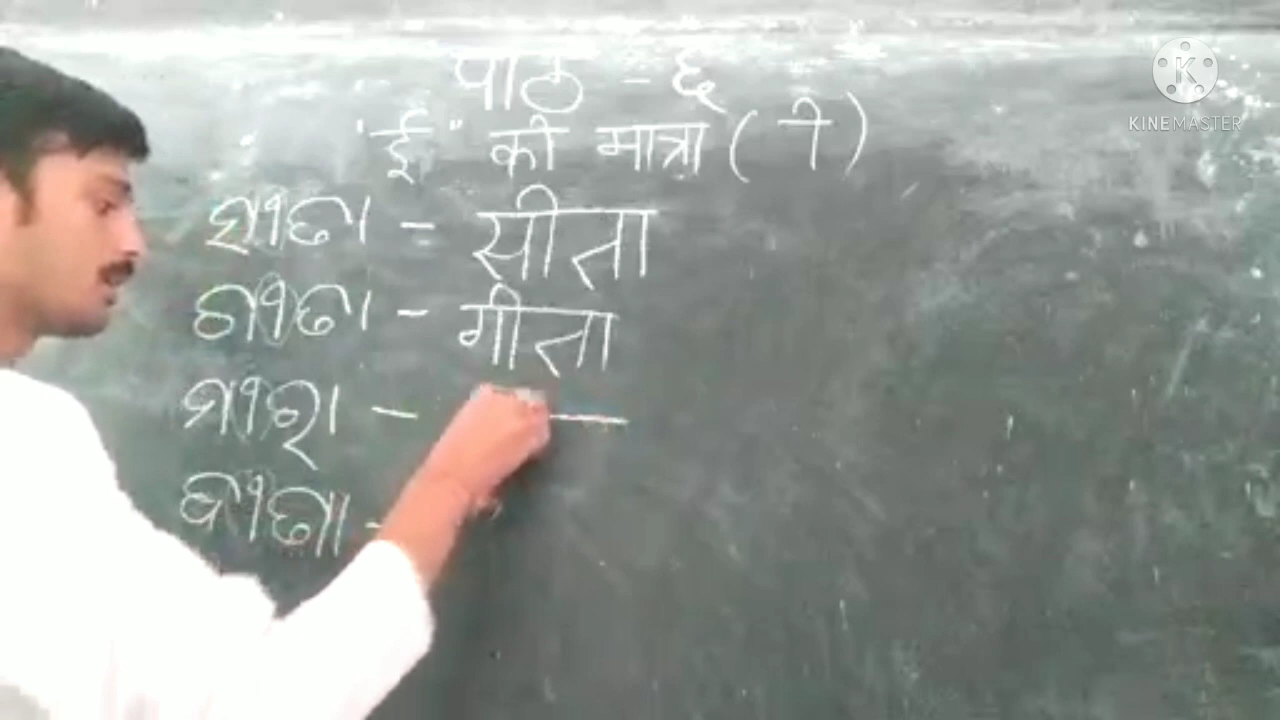 पाठ - ६
"ई" की मात्रा ( ी )
ସୀତା - सीता
ଗୀତା - गीता
ମୀରା -
ବୀଣା -
KINEMASTER